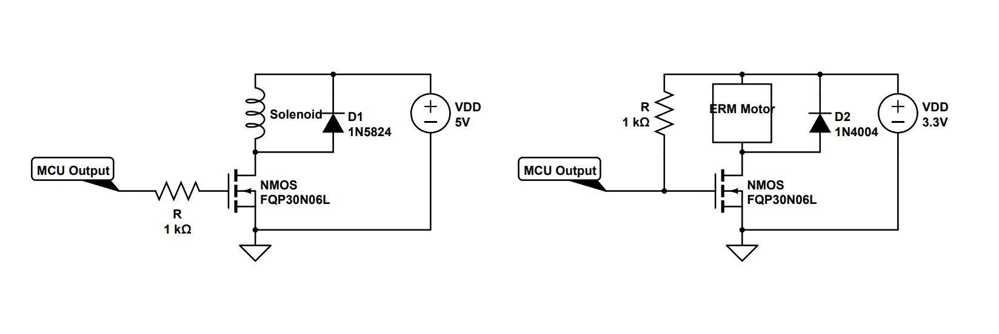 Solenoid
D1
1N5824
VDD
5V
MCU Output
R
1 kΩ
NMOS
FQP30N06L
R
1 kΩ
ERM Motor
D2
1N4004
VDD
3.3V
MCU Output
NMOS
FQP30N06L